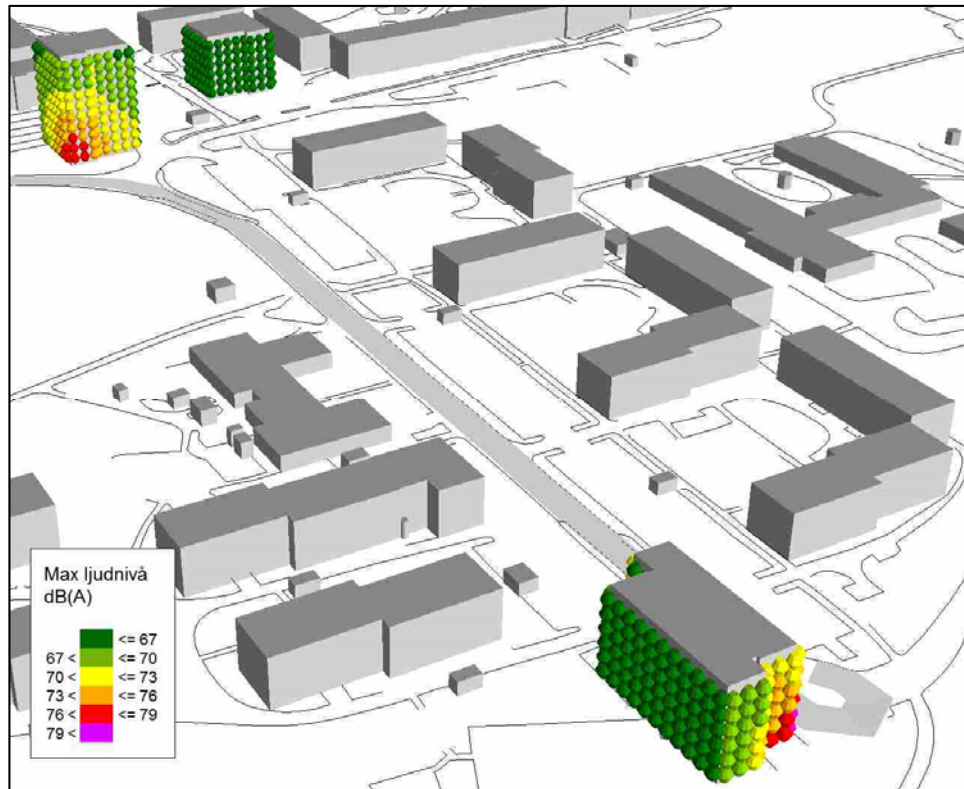 Max ljudnivå
dB(A)
<= 67
67 < <= 70
70 < <= 73
73 < <= 76
76 < <= 79
79 <